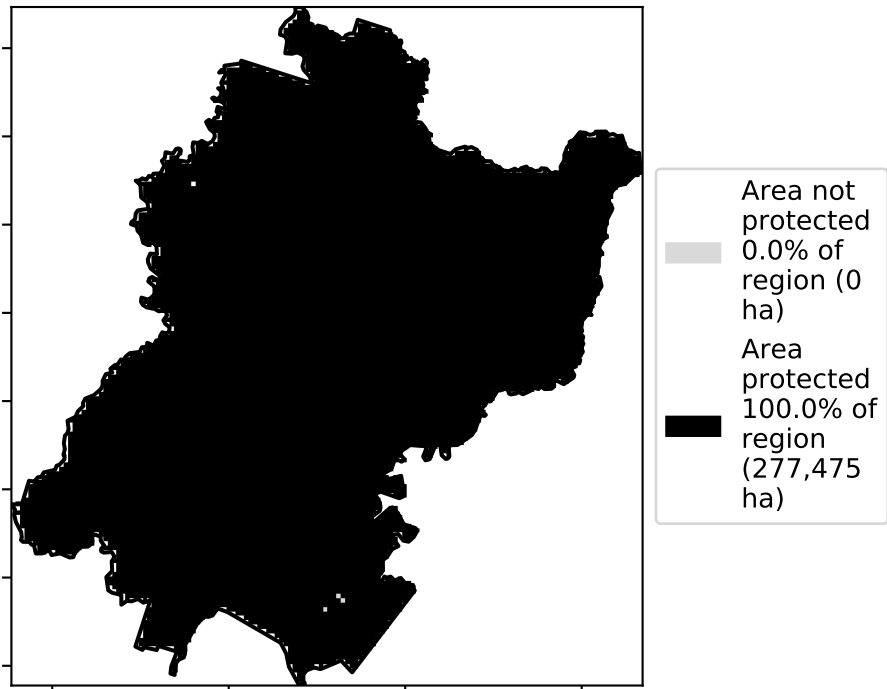 Area not
protected
0.0% of
region (0
ha)
Area
protected
100.0% of
region
(277,475
ha)